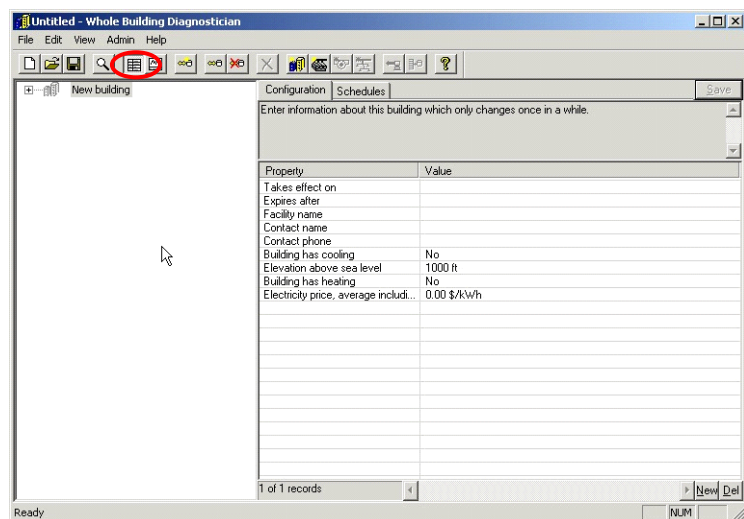 Untitled - Whole Building Diagnostician
File Edit View Admin Help
New building
Configuration Schedules Save
Enter information about this building which only changes once in a while.
Property Value
Takes effect on
Expires after
Facility name
Contact name
Contact phone
Building has cooling No
Elevation above sea level 1000 ft
Building has heating No
Electricity price, average includi... 0.00 $/kWh
1 of 1 records New Del
Ready NUM